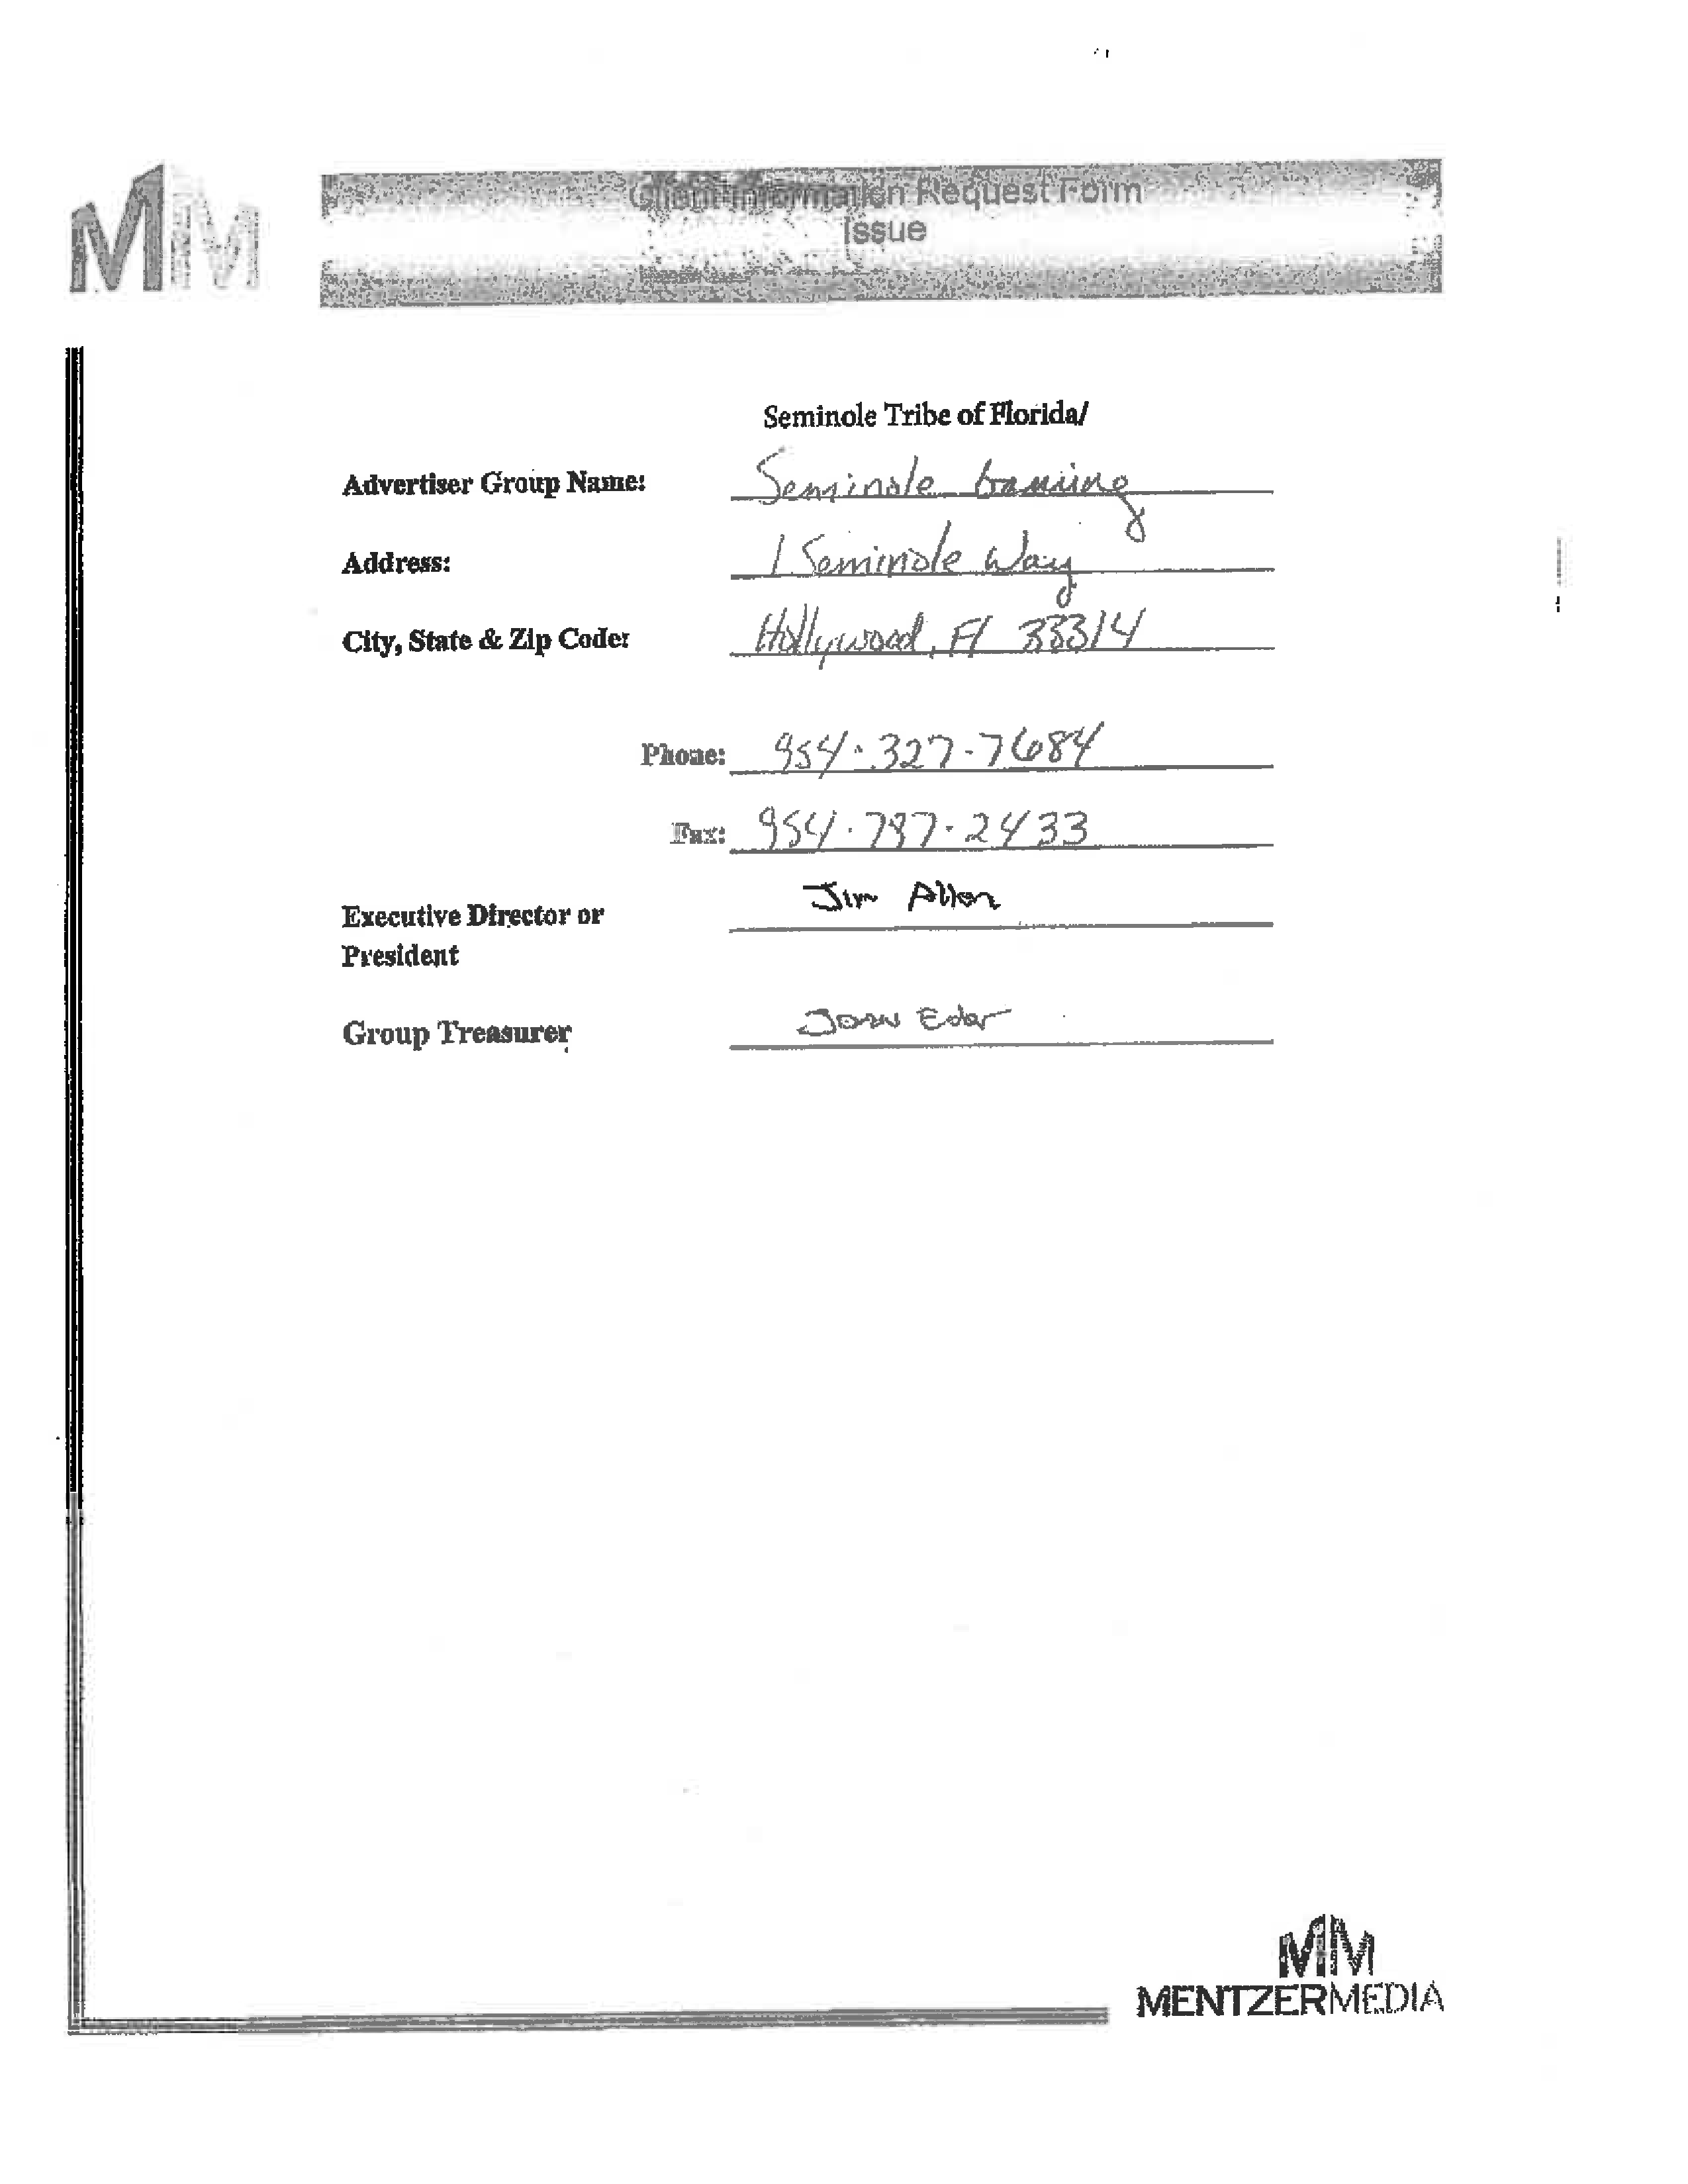 MM
Client Information Request Form
Issue
Seminole Tribe of Florida/
Advertiser Group Name: Seminole Gaming
Address: 1 Seminole Way
City, State & Zip Code: Hollywood, Fl 33314
Phone: 954.327-7684
Fax: 954.797.2433
Executive Director or Jim Allen
President
Group Treasurer Eder
MM
MENTZERMEDIA